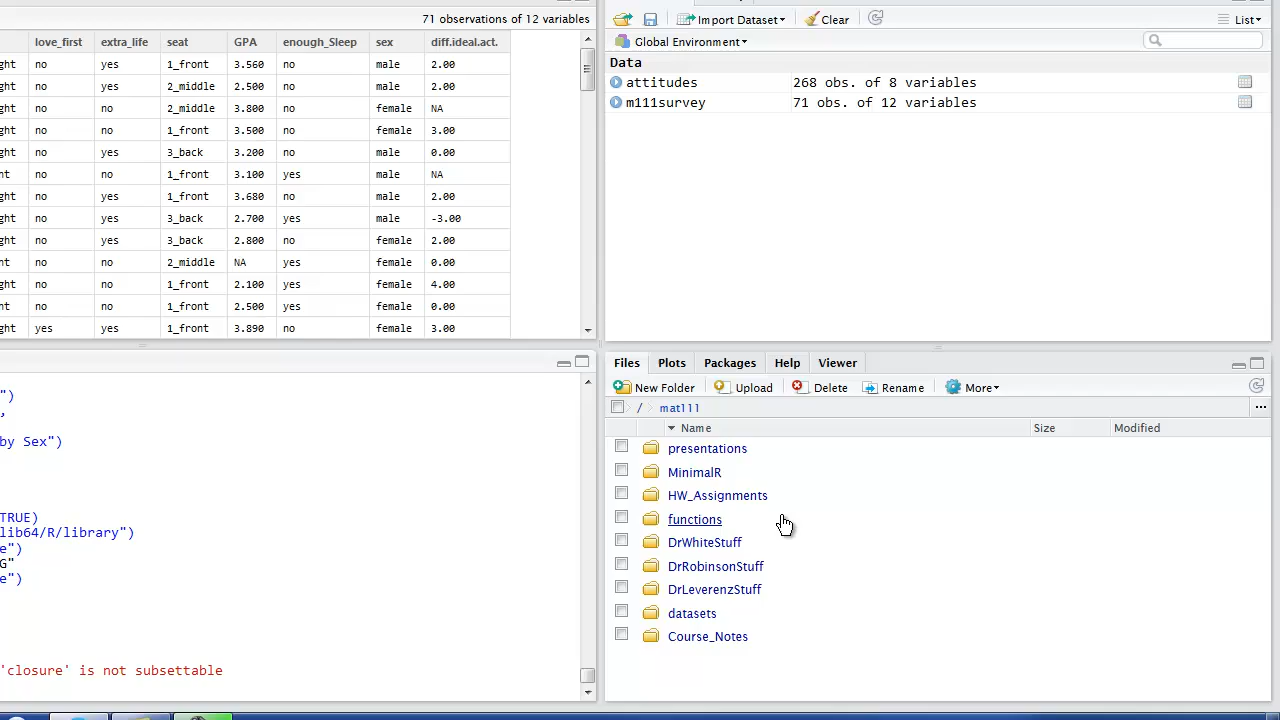 71 observations of 12 variables
love_first extra_life seat GPA enough_Sleep sex diff.ideal.act.
ght no yes 1_front 3.560 no male 2.00
ght no yes 2_middle 2.500 no male 2.00
ght no no 2_middle 3.800 no female NA
ght no no 1_front 3.500 no female 3.00
ght no yes 3_back 3.200 no male 0.00
ht no no 1_front 3.100 yes male NA
ght no yes 1_front 3.680 no male 2.00
ght no yes 3_back 2.700 yes male -3.00
ght no yes 3_back 2.800 no female 2.00
ht no no 2_middle NA yes female 0.00
ght no no 1_front 2.100 yes female 4.00
ht no no 1_front 2.500 yes female 0.00
ght yes yes 1_front 3.890 no female 3.00
")
,
by Sex")
TRUE)
lib64/R/library")
e")
G"
e")
'closure' is not subsettable
Import Dataset Clear List
Global Environment
Data
attitudes 268 obs. of 8 variables
m111survey 71 obs. of 12 variables
Files Plots Packages Help Viewer
New Folder Upload Delete Rename More
/ mat111 ...
Name Size Modified
presentations
MinimalR
HW_Assignments
functions
DrWhiteStuff
DrRobinsonStuff
DrLeverenzStuff
datasets
Course_Notes